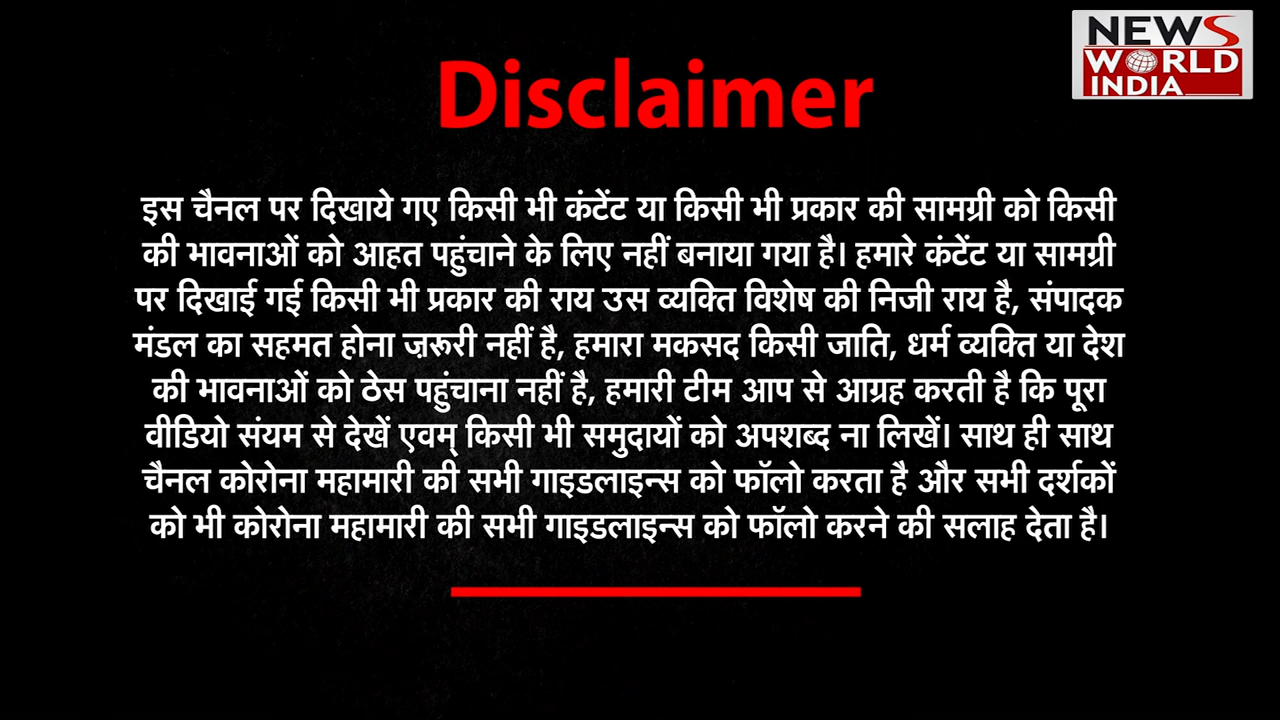 NEWS
WORLD
INDIA
Disclaimer
इस चैनल पर दिखाये गए किसी भी कंटेंट या किसी भी प्रकार की सामग्री को किसी
की भावनाओं को आहत पहुंचाने के लिए नहीं बनाया गया है। हमारे कंटेंट या सामग्री
पर दिखाई गई किसी भी प्रकार की राय उस व्यक्ति विशेष की निजी राय है, संपादक
मंडल का सहमत होना ज़रूरी नहीं है, हमारा मकसद किसी जाति, धर्म व्यक्ति या देश
की भावनाओं को ठेस पहुंचाना नहीं है, हमारी टीम आप से आग्रह करती है कि पूरा
वीडियो संयम से देखें एवम् किसी भी समुदायों को अपशब्द ना लिखें। साथ ही साथ
चैनल कोरोना महामारी की सभी गाइडलाइन्स को फॉलो करता है और सभी दर्शकों
को भी कोरोना महामारी की सभी गाइडलाइन्स को फॉलो करने की सलाह देता है।